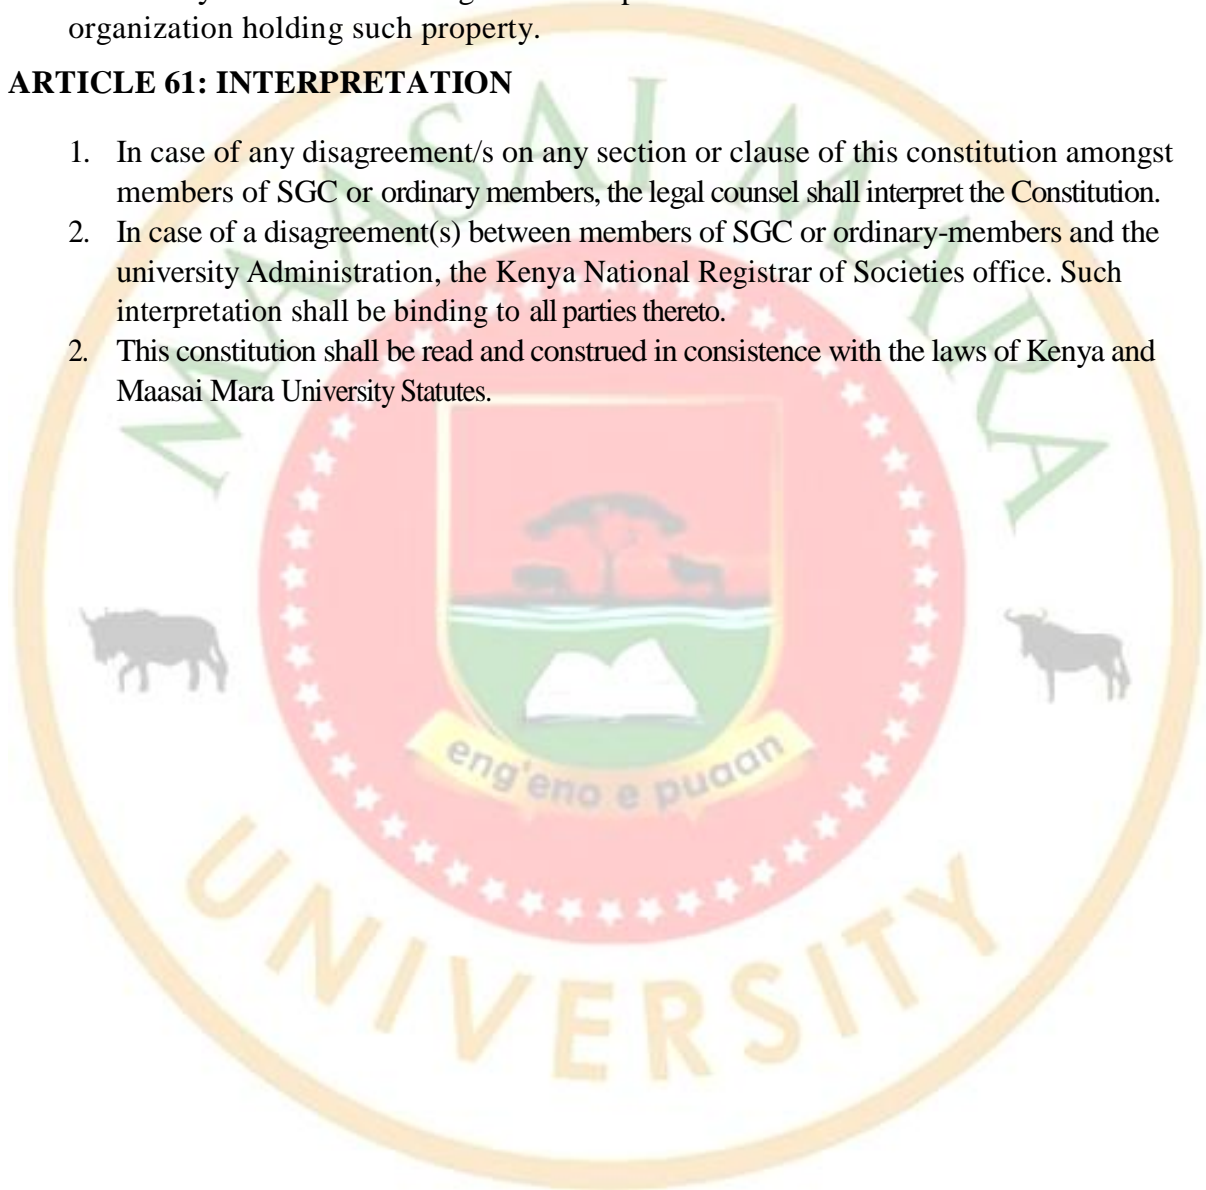 organization holding such property.
ARTICLE 61: INTERPRETATION
1. In case of any disagreement/s on any section or clause of this constitution amongst
members of SGC or ordinary members, the legal counsel shall interpret the Constitution.
2. In case of a disagreement(s) between members of SGC or ordinary-members and the
university Administration, the Kenya National Registrar of Societies office. Such
interpretation shall be binding to all parties thereto.
2. This constitution shall be read and construed in consistence with the laws of Kenya and
Maasai Mara University Statutes.
MAASAI MARA
eng'eno e puaan
UNIVERSITY